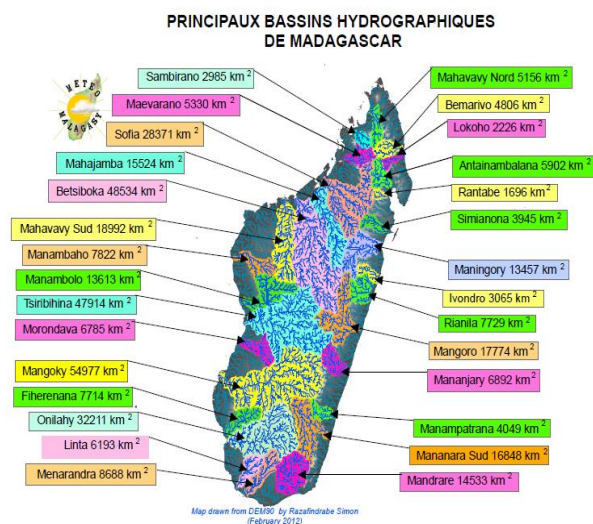 PRINCIPAUX BASSINS HYDROGRAPHIQUES
DE MADAGASCAR
METEO
MALAGASY
Sambirano 2985 km 2
Maevarano 5330 km 2
Sofia 28371 km 2
Mahajamba 15524 km 2
Betsiboka 48534 km 2
Mahavavy Sud 18992 km 2
Manambaho 7822 km 2
Manambolo 13613 km 2
Tsiribihina 47914 km 2
Morondava 6785 km 2
Mangoky 54977 km 2
Fiherenana 7714 km 2
Onilahy 32211 km 2
Linta 6193 km 2
Menarandra 8688 km 2
Mahavavy Nord 5156 km 2
Bemarivo 4806 km 2
Lokoho 2226 km 2
Antainambalana 5902 km 2
Rantabe 1696 km 2
Simianona 3945 km 2
Maningory 13457 km 2
Ivondro 3065 km 2
Rianila 7729 km 2
Mangoro 17774 km 2
Mananjary 6892 km 2
Manampatrana 4049 km 2
Mananara Sud 16848 km 2
Mandrare 14533 km 2
Map drawn from DEM90 by Razafindrabe Simon
(February 2012)